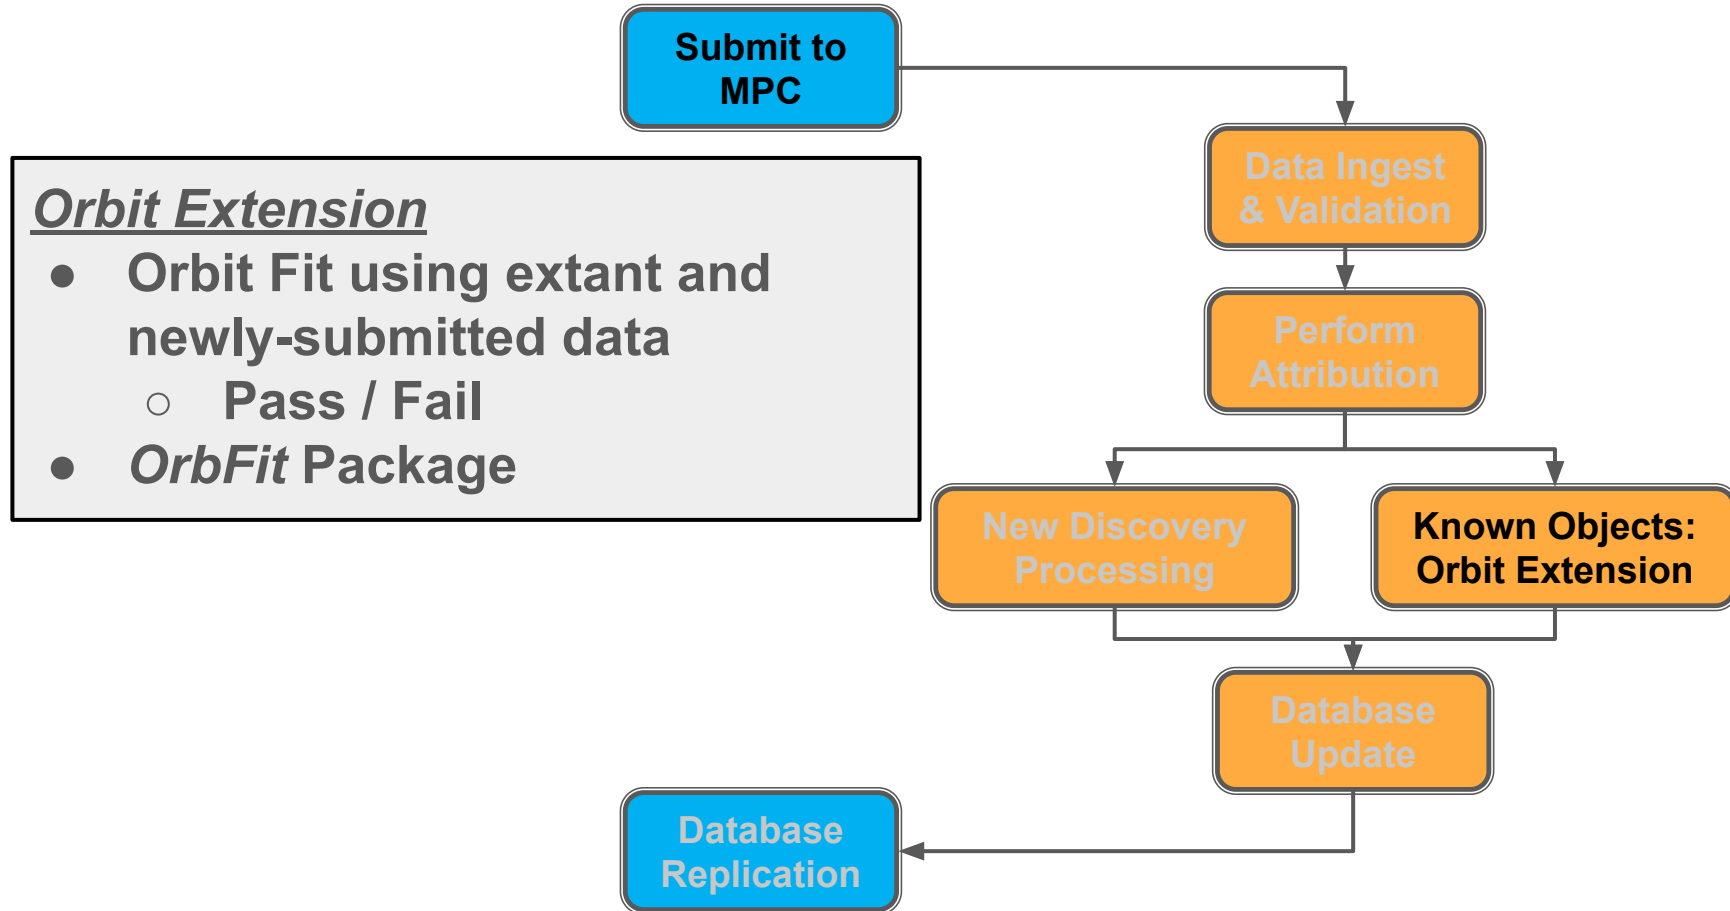 Submit to
MPC
Data Ingest
& Validation
Orbit Extension
● Orbit Fit using extant and
newly-submitted data
○ Pass / Fail
● OrbFit Package
Perform
Attribution
New Discovery
Processing
Known Objects:
Orbit Extension
Database
Update
Database
Replication